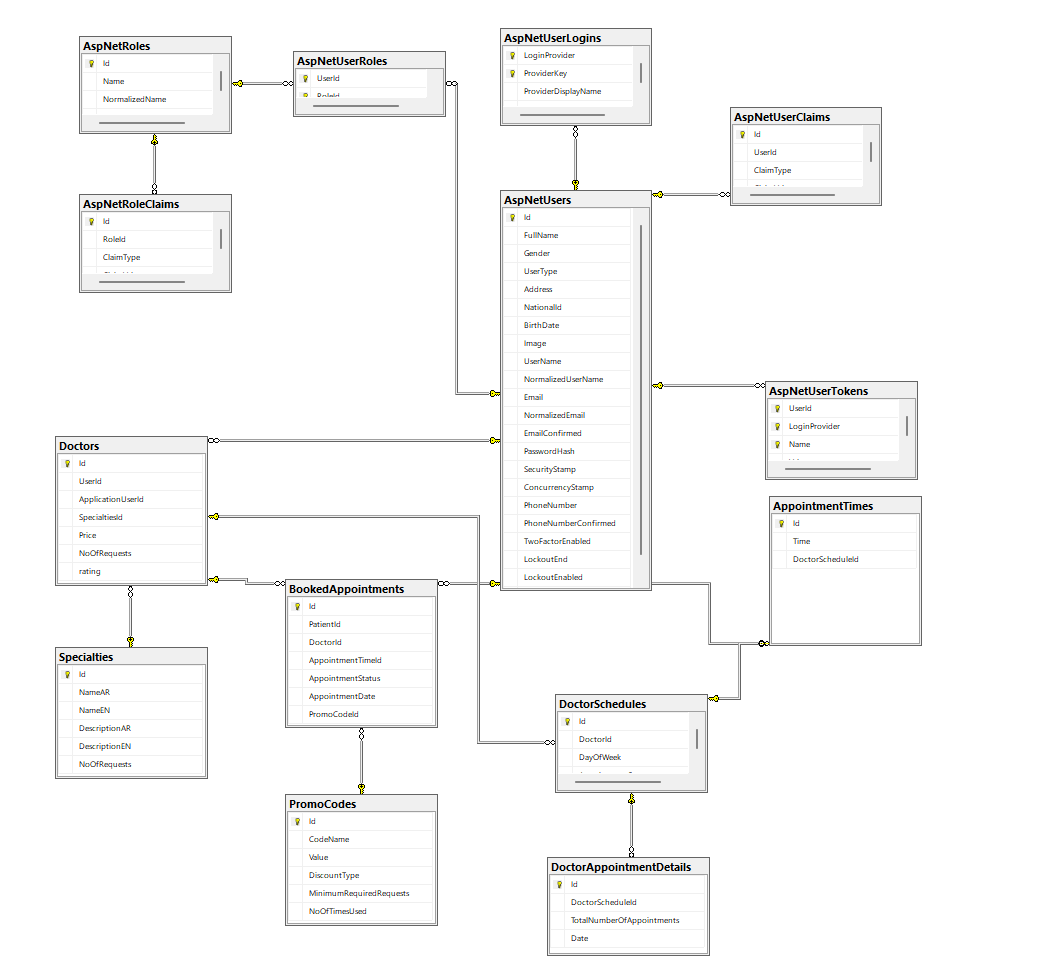 AspNetRoles
Id
Name
NormalizedName
AspNetUserRoles
UserId
RoleId
AspNetUserLogins
LoginProvider
ProviderKey
ProviderDisplayName
AspNetUserClaims
Id
UserId
ClaimType
AspNetRoleClaims
Id
RoleId
ClaimType
AspNetUsers
Id
FullName
Gender
UserType
Address
NationalId
BirthDate
Image
UserName
NormalizedUserName
Email
NormalizedEmail
EmailConfirmed
PasswordHash
SecurityStamp
ConcurrencyStamp
PhoneNumber
PhoneNumberConfirmed
TwoFactorEnabled
LockoutEnd
LockoutEnabled
AspNetUserTokens
UserId
LoginProvider
Name
Doctors
Id
UserId
ApplicationUserId
SpecialtiesId
Price
NoOfRequests
rating
AppointmentTimes
Id
Time
DoctorScheduleId
BookedAppointments
Id
PatientId
DoctorId
AppointmentTimeId
AppointmentStatus
AppointmentDate
PromoCodeId
Specialties
Id
NameAR
NameEN
DescriptionAR
DescriptionEN
NoOfRequests
DoctorSchedules
Id
DoctorId
DayOfWeek
PromoCodes
Id
CodeName
Value
DiscountType
MinimumRequiredRequests
NoOfTimesUsed
DoctorAppointmentDetails
Id
DoctorScheduleId
TotalNumberOfAppointments
Date